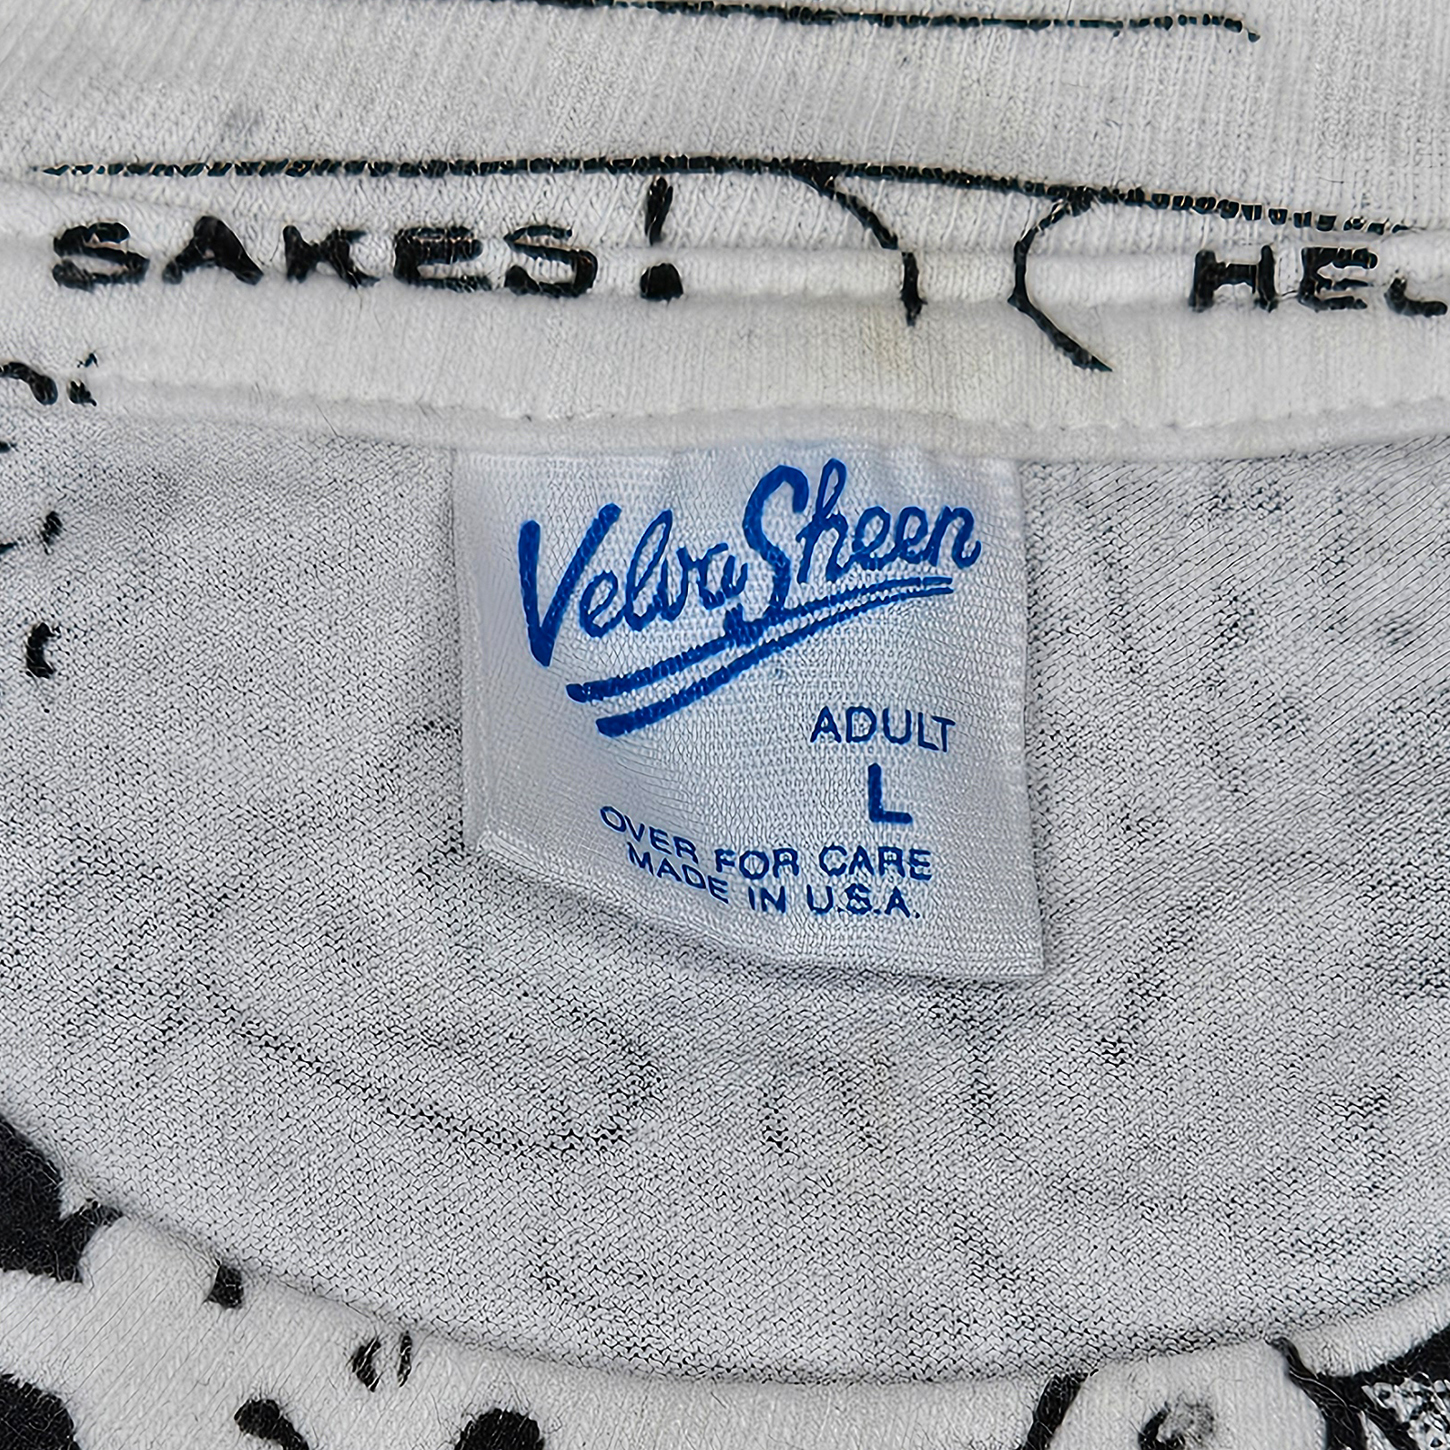 SAKES!
Velva Sheen
ADULT
L
OVER FOR CARE
MADE IN U.S.A.